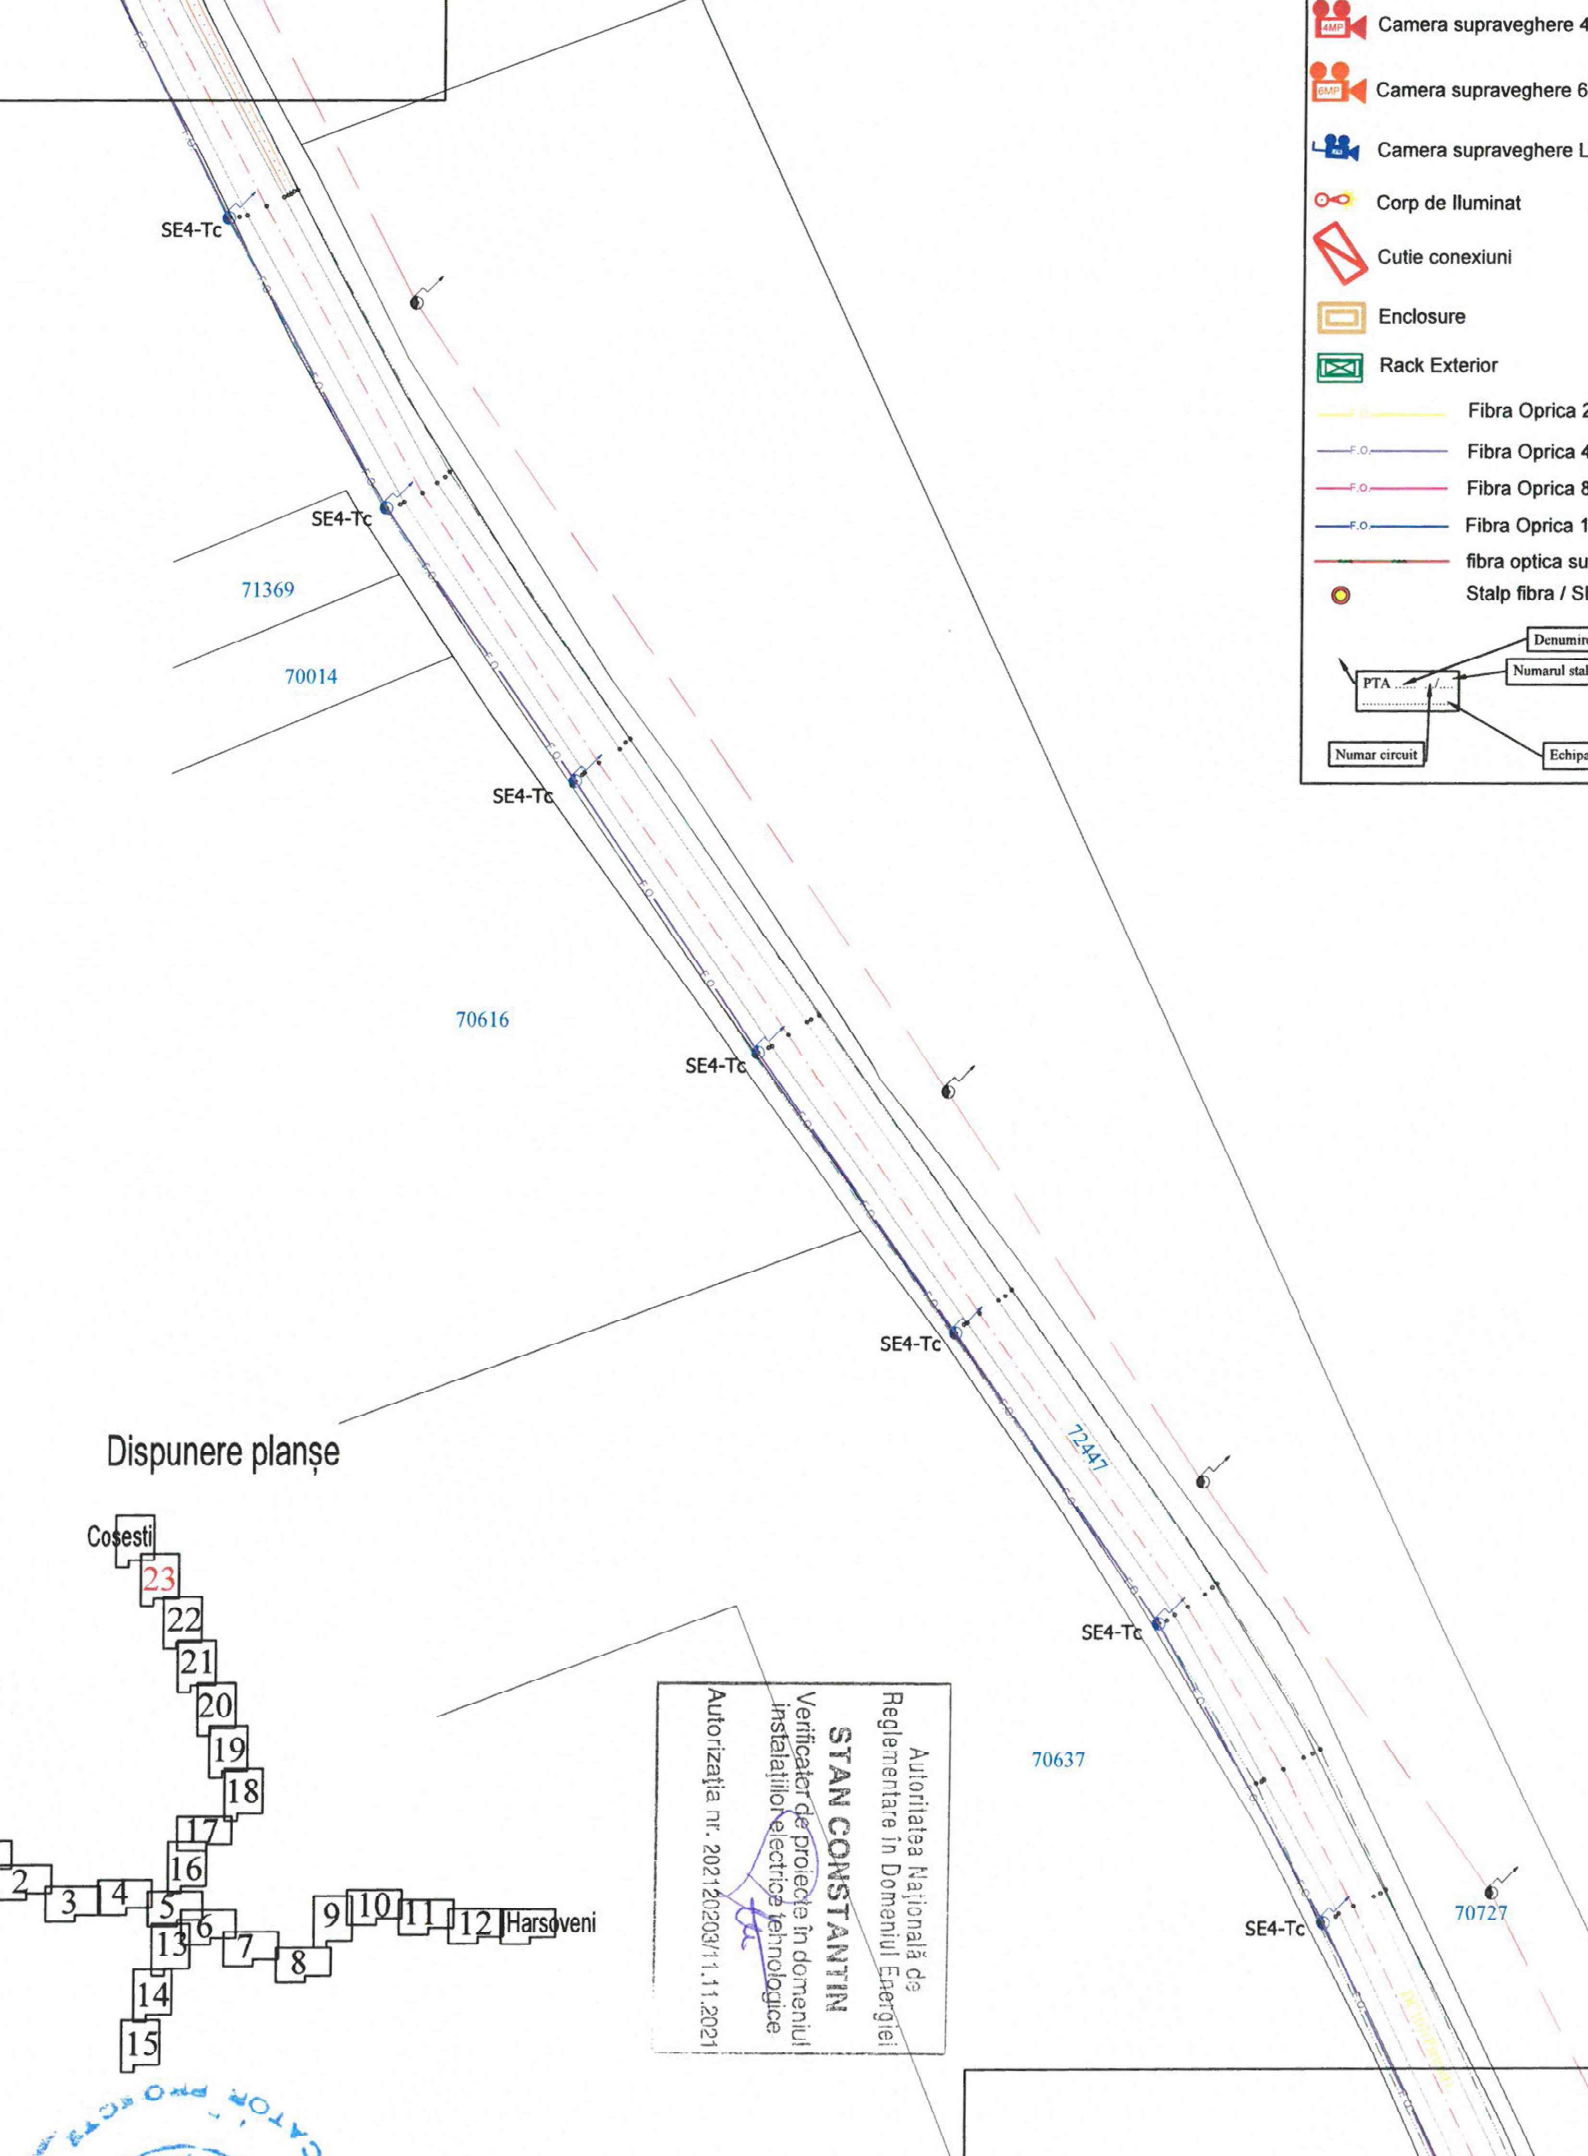 4MP
Camera supraveghere 4
6MP
Camera supraveghere 6
Camera supraveghere L
Corp de Iluminat
Cutie conexiuni
Enclosure
Rack Exterior
F.O. Fibra Oprica 2
F.O. Fibra Oprica 4
F.O. Fibra Oprica 8
F.O. Fibra Oprica 1
fibra optica su
Stalp fibra / S
Denumire
Numarul stal
PTA ...... ../....
Numar circuit
Echipa
SE4-Tc
SE4-Tc
71369
70014
SE4-Tc
70616
SE4-Tc
SE4-Tc
72447
SE4-Tc
70637
SE4-Tc
70727
Dispunere planșe
Coșesti
23
22
21
20
19
18
17
16
2
3
4
5
6
7
8
9
10
11
12
Harsoveni
13
14
15
Autoritatea Națională de
Reglementare în Domeniul Energiei
STAN CONSTANTIN
Verificator de proiecte în domeniul
instalațiilor electrice tehnologice
Autorizația nr. 202120203/11.11.2021